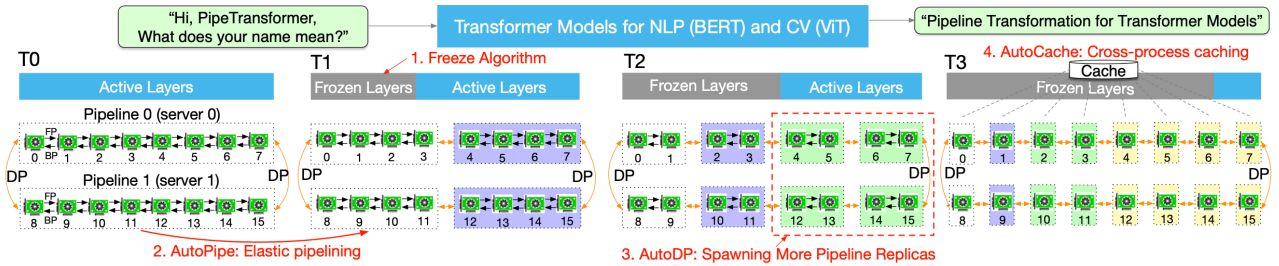 “Hi, PipeTransformer,
What does your name mean?”
Transformer Models for NLP (BERT) and CV (ViT)
“Pipeline Transformation for Transformer Models”
1. Freeze Algorithm
4. AutoCache: Cross-process caching
T0
T1
T2
T3
Cache
Active Layers
Frozen Layers
Active Layers
Frozen Layers
Active Layers
Frozen Layers
Pipeline 0 (server 0)
FP
BP
0 1 2 3 4 5 6 7
0 1 2 3 4 5 6 7
0 1 2 3 4 5 6 7
0 1 2 3 4 5 6 7
DP
DP
DP
DP
DP
Pipeline 1 (server 1)
FP
BP
8 9 10 11 12 13 14 15
8 9 10 11 12 13 14 15
8 9 10 11 12 13 14 15
8 9 10 11 12 13 14 15
2. AutoPipe: Elastic pipelining
3. AutoDP: Spawning More Pipeline Replicas